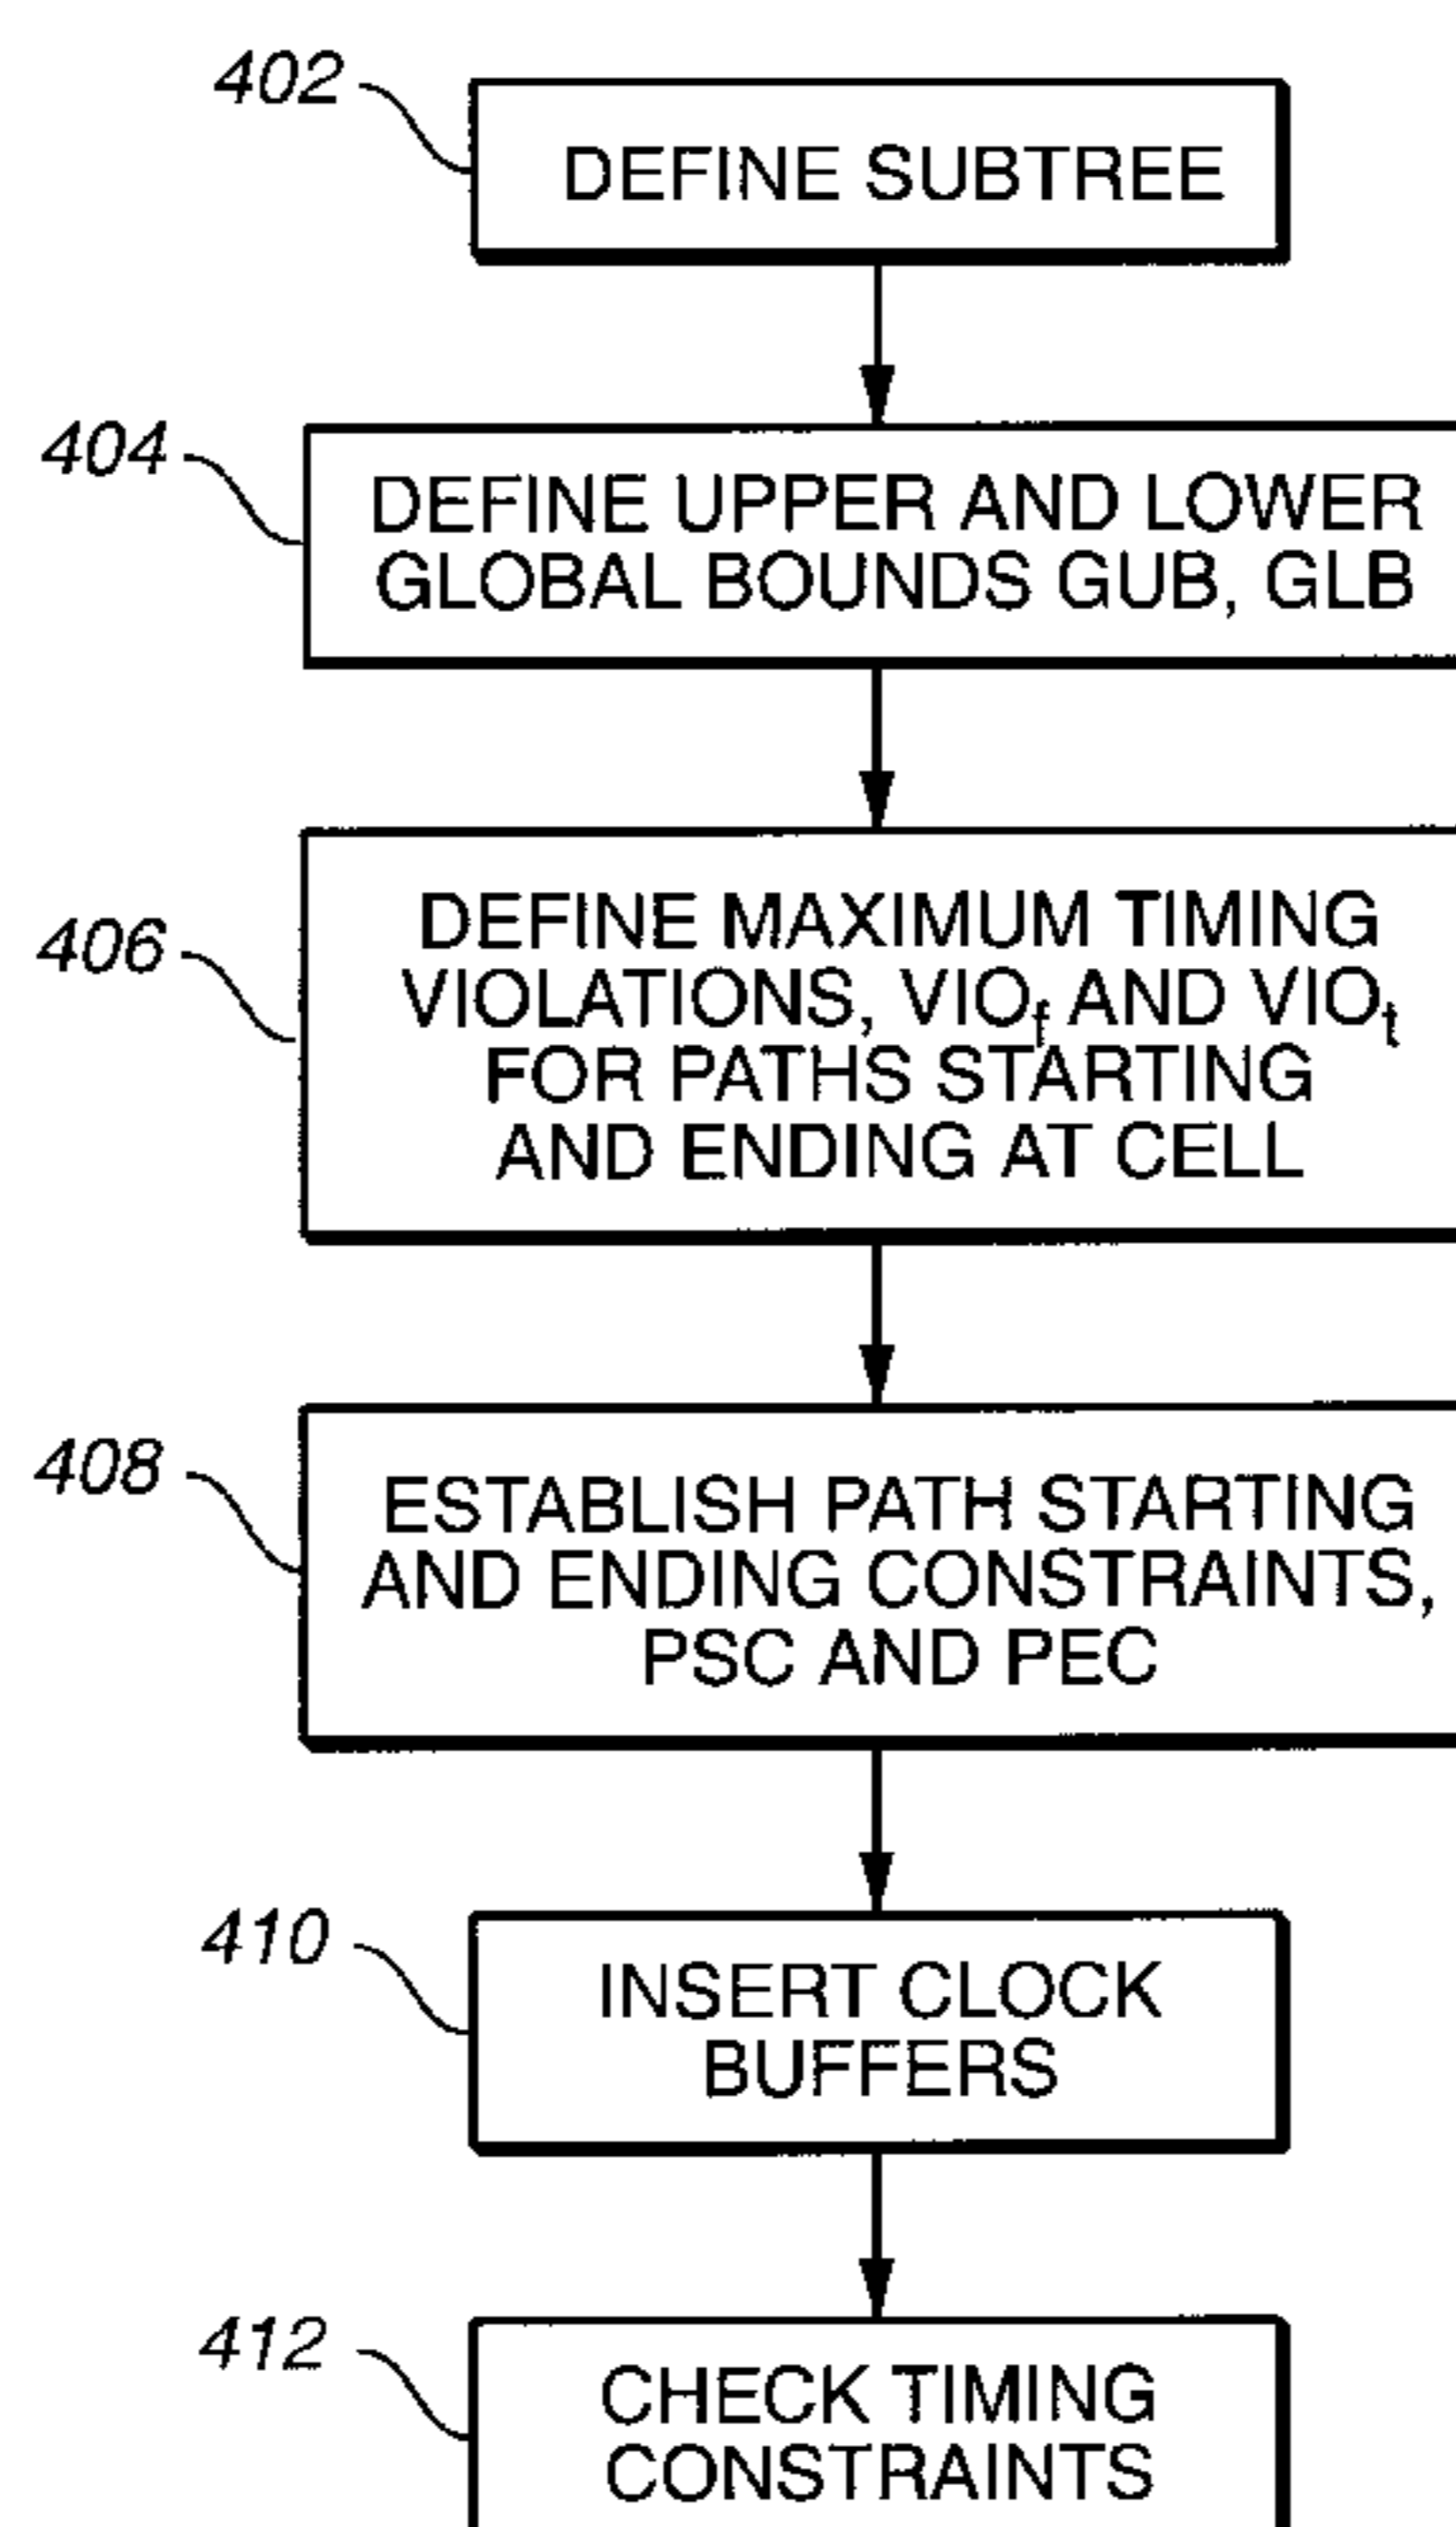 402
DEFINE SUBTREE
404
DEFINE UPPER AND LOWER
GLOBAL BOUNDS GUB, GLB
406
DEFINE MAXIMUM TIMING
VIOLATIONS, VIOf AND VIOt
FOR PATHS STARTING
AND ENDING AT CELL
408
ESTABLISH PATH STARTING
AND ENDING CONSTRAINTS,
PSC AND PEC
410
INSERT CLOCK
BUFFERS
412
CHECK TIMING
CONSTRAINTS